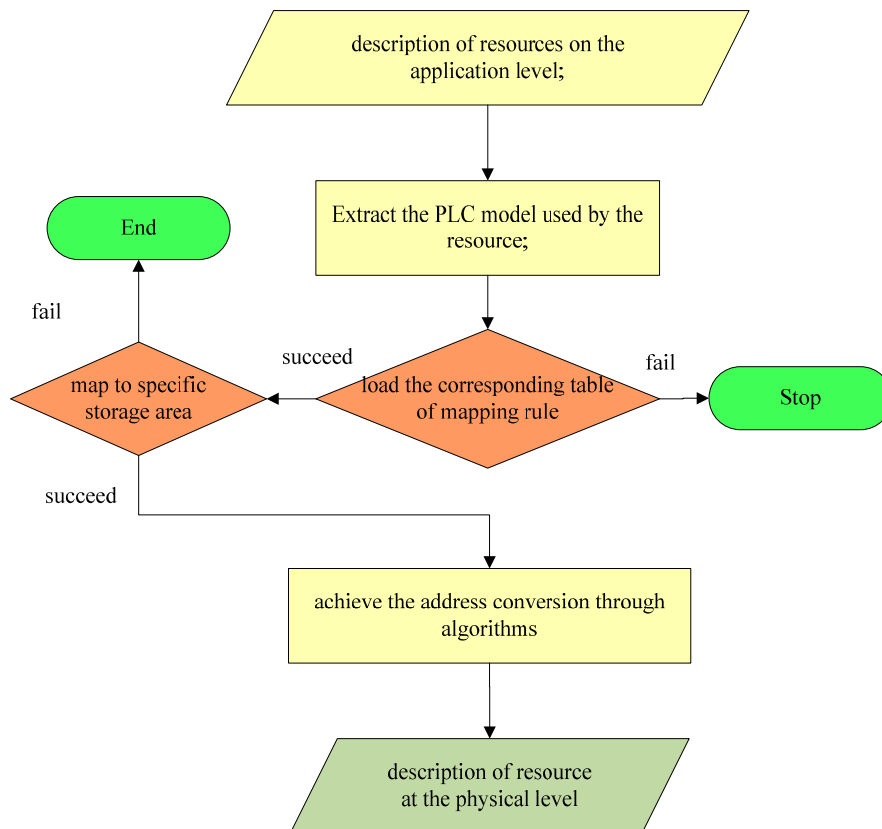 description of resources on the
application level;
Extract the PLC model used by the
resource;
End
fail
succeed
fail
map to specific
storage area
load the corresponding table
of mapping rule
Stop
succeed
achieve the address conversion through
algorithms
description of resource
at the physical level